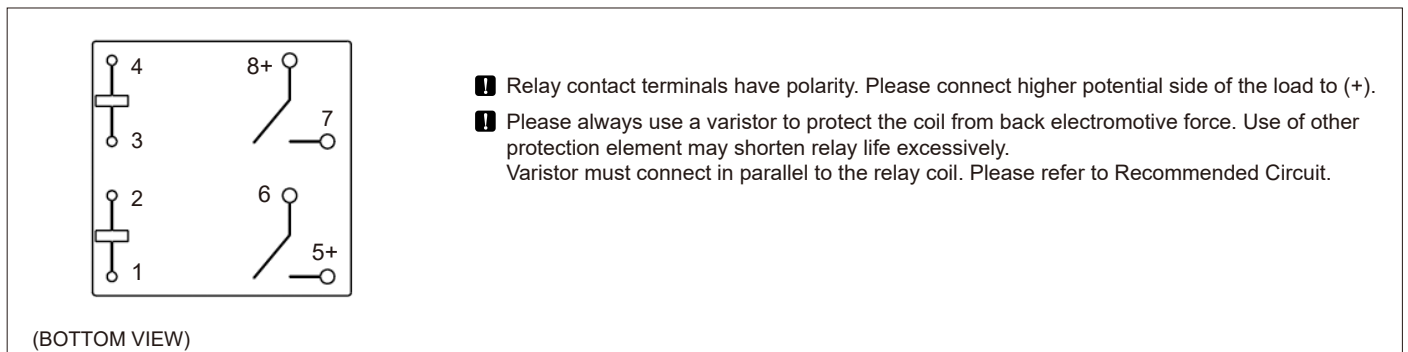 4
8+
7
3
2
6
5+
1
(BOTTOM VIEW)
! Relay contact terminals have polarity. Please connect higher potential side of the load to (+).
! Please always use a varistor to protect the coil from back electromotive force. Use of other
protection element may shorten relay life excessively.
Varistor must connect in parallel to the relay coil. Please refer to Recommended Circuit.